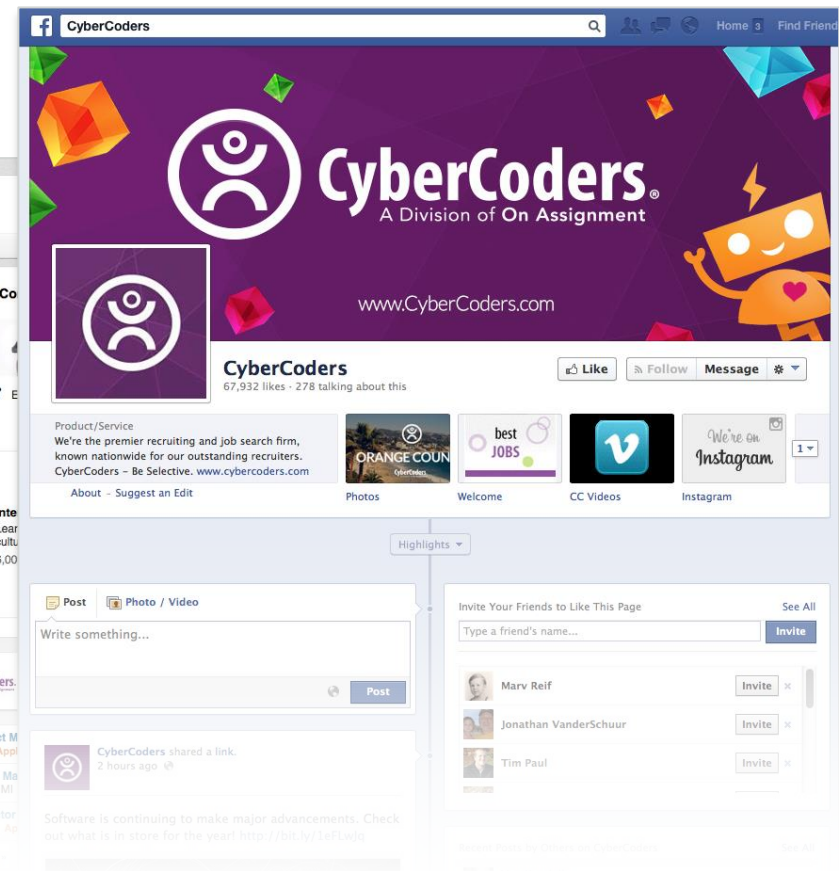 CyberCoders
Home 3 Find Friend
CyberCoders®
A Division of On Assignment
www.CyberCoders.com
CyberCoders
67,932 likes · 278 talking about this
Like
Follow Message
Product/Service
We're the premier recruiting and job search firm,
known nationwide for our outstanding recruiters.
CyberCoders – Be Selective. www.cybercoders.com
About - Suggest an Edit
ORANGE COUN
CyberCoders
Photos
best
JOBS
Welcome
CC Videos
We're on
Instagram
Instagram
1
Highlights
Post Photo / Video
Write something...
Post
CyberCoders shared a link.
2 hours ago
Software is continuing to make major advancements. Check
out what is in store for the year! http://bit.ly/1eFLwJq
Invite Your Friends to Like This Page See All
Type a friend's name... Invite
Marv Reif Invite
Jonathan VanderSchuur Invite
Tim Paul Invite
See All